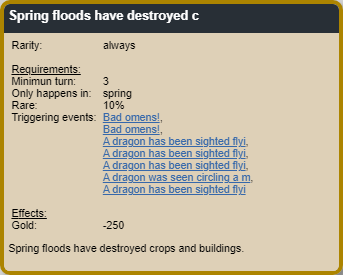 Spring floods have destroyed c
Rarity: always
Requirements:
Minimun turn: 3
Only happens in: spring
Rare: 10%
Triggering events: Bad omens!,
Bad omens!,
A dragon has been sighted flyi,
A dragon has been sighted flyi,
A dragon has been sighted flyi,
A dragon was seen circling a m,
A dragon has been sighted flyi
Effects:
Gold: -250
Spring floods have destroyed crops and buildings.